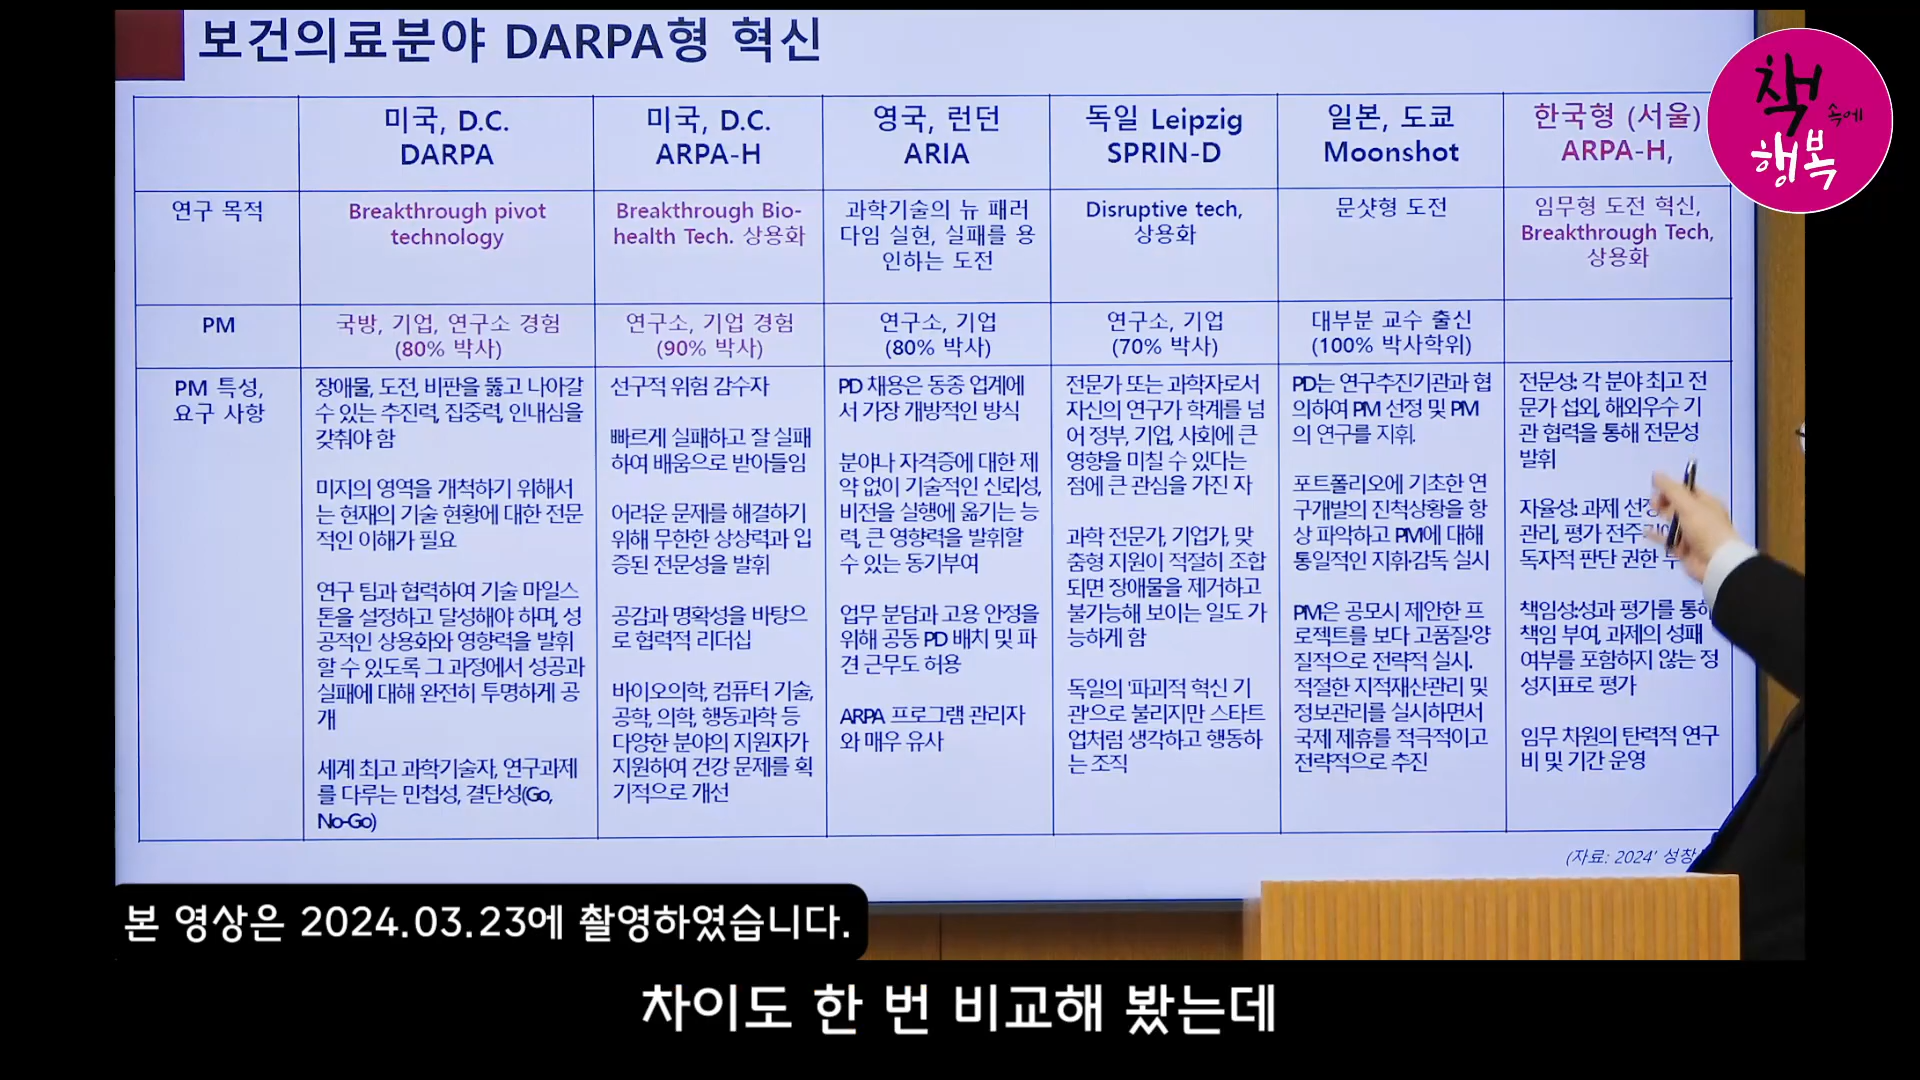 보건의료분야 DARPA형 혁신
책
속에
행복
미국, D.C.
DARPA
미국, D.C.
ARPA-H
영국, 런던
ARIA
독일 Leipzig
SPRIN-D
일본, 도쿄
Moonshot
한국형 (서울)
ARPA-H,
연구 목적
Breakthrough pivot
technology
Breakthrough Bio-
health Tech. 상용화
과학기술의 뉴 패러
다임 실현, 실패를 용
인하는 도전
Disruptive tech,
상용화
문샷형 도전
임무형 도전 혁신,
Breakthrough Tech,
상용화
PM
국방, 기업, 연구소 경험
(80% 박사)
연구소, 기업 경험
(90% 박사)
연구소, 기업
(80% 박사)
연구소, 기업
(70% 박사)
대부분 교수 출신
(100% 박사학위)
PM 특성,
요구 사항
장애물, 도전, 비판을 뚫고 나아갈
수 있는 추진력, 집중력, 인내심을
갖춰야 함
미지의 영역을 개척하기 위해서
는 현재의 기술 현황에 대한 전문
적인 이해가 필요
연구 팀과 협력하여 기술 마일스
톤을 설정하고 달성해야 하며, 성
공적인 상용화와 영향력을 발휘
할 수 있도록 그 과정에서 성공과
실패에 대해 완전히 투명하게 공
개
세계 최고 과학기술자, 연구과제
를 다루는 민첩성, 결단성(Go,
No-Go)
선구적 위험 감수자
빠르게 실패하고 잘 실패
하여 배움으로 받아들임
어려운 문제를 해결하기
위해 무한한 상상력과 입
증된 전문성을 발휘
공감과 명확성을 바탕으
로 협력적 리더십
바이오의학, 컴퓨터 기술,
공학, 의학, 행동과학 등
다양한 분야의 지원자가
지원하여 건강 문제를 획
기적으로 개선
PD 채용은 동종 업계에
서 가장 개방적인 방식
분야나 자격증에 대한 제
약 없이 기술적인 신뢰성,
비전을 실행에 옮기는 능
력, 큰 영향력을 발휘할
수 있는 동기부여
업무 분담과 고용 안정을
위해 공동 PD 배치 및 파
견 근무도 허용
ARPA 프로그램 관리자
와 매우 유사
전문가 또는 과학자로서
자신의 연구가 학계를 넘
어 정부, 기업, 사회에 큰
영향을 미칠 수 있다는
점에 큰 관심을 가진 자
과학 전문가, 기업가, 맞
춤형 지원이 적절히 조합
되면 장애물을 제거하고
불가능해 보이는 일도 가
능하게 함
독일의 '파괴적 혁신 기
관'으로 불리지만 스타트
업처럼 생각하고 행동하
는 조직
PD는 연구추진기관과 협
의하여 PM 선정 및 PM
의 연구를 지휘.
포트폴리오에 기초한 연
구개발의 진척상황을 항
상 파악하고 PM에 대해
통일적인 지휘·감독 실시
PM은 공모시 제안한 프
로젝트를 보다 고품질·양
질적으로 전략적 실시.
적절한 지적재산관리 및
정보관리를 실시하면서
국제 제휴를 적극적이고
전략적으로 추진
전문성: 각 분야 최고 전
문가 섭외, 해외우수 기
관 협력을 통해 전문성
발휘
자율성: 과제 선정
관리, 평가 전주기
독자적 판단 권한
책임성:성과 평가를 통해
책임 부여, 과제의 성패
여부를 포함하지 않는 정
성지표로 평가
임무 차원의 탄력적 연구
비 및 기간 운영
(자료: 2024' 성창
본 영상은 2024.03.23에 촬영하였습니다.
차이도 한 번 비교해 봤는데